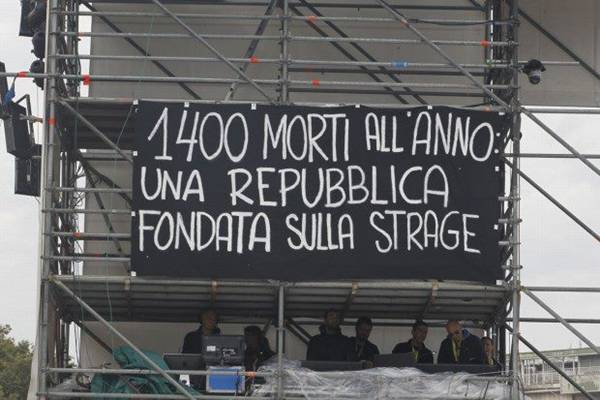 1400 MORTI ALL'ANNO:
UNA REPUBBLICA
FONDATA SULLA STRAGE